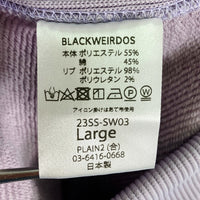 BLACKWEIRDOS
本体 ポリエステル 55%
綿 45%
リブ ポリエステル 98%
ポリウレタン 2%
アイロン掛けはあて布使用
23SS-SW03
Large
PLAIN2 (合)
03-6416-0668
日本製